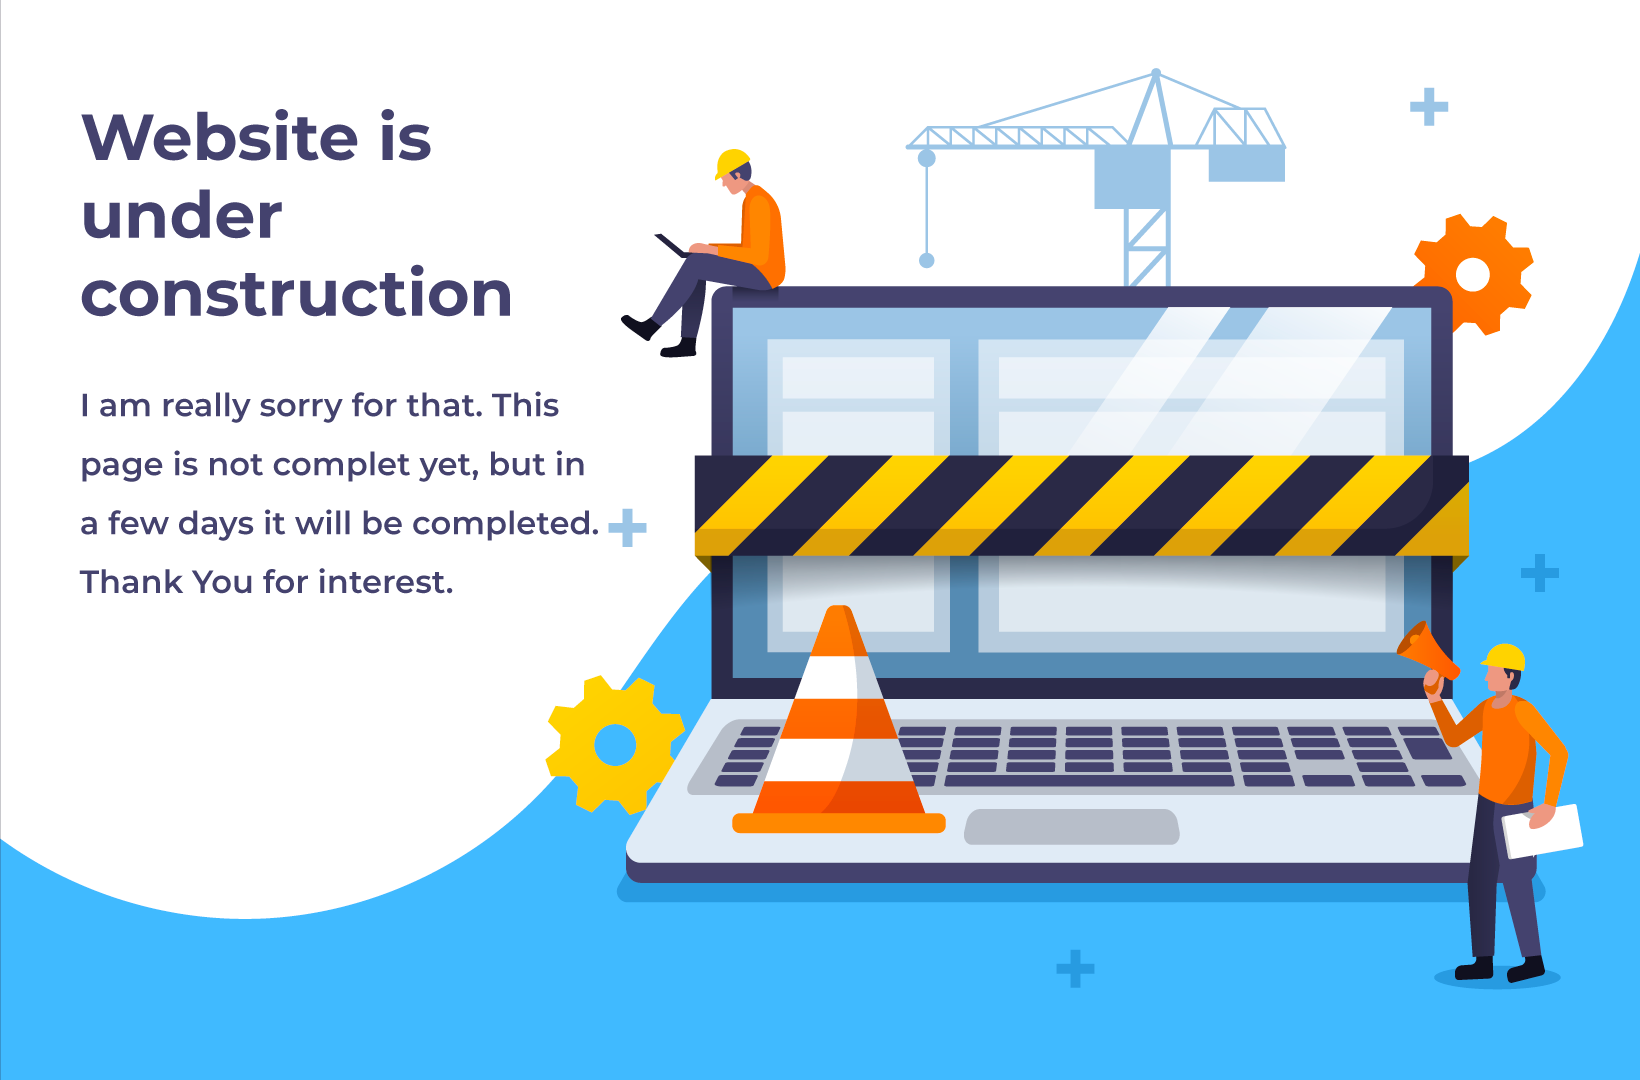 Website is
under
construction
I am really sorry for that. This
page is not complet yet, but in
a few days it will be completed.
Thank You for interest.